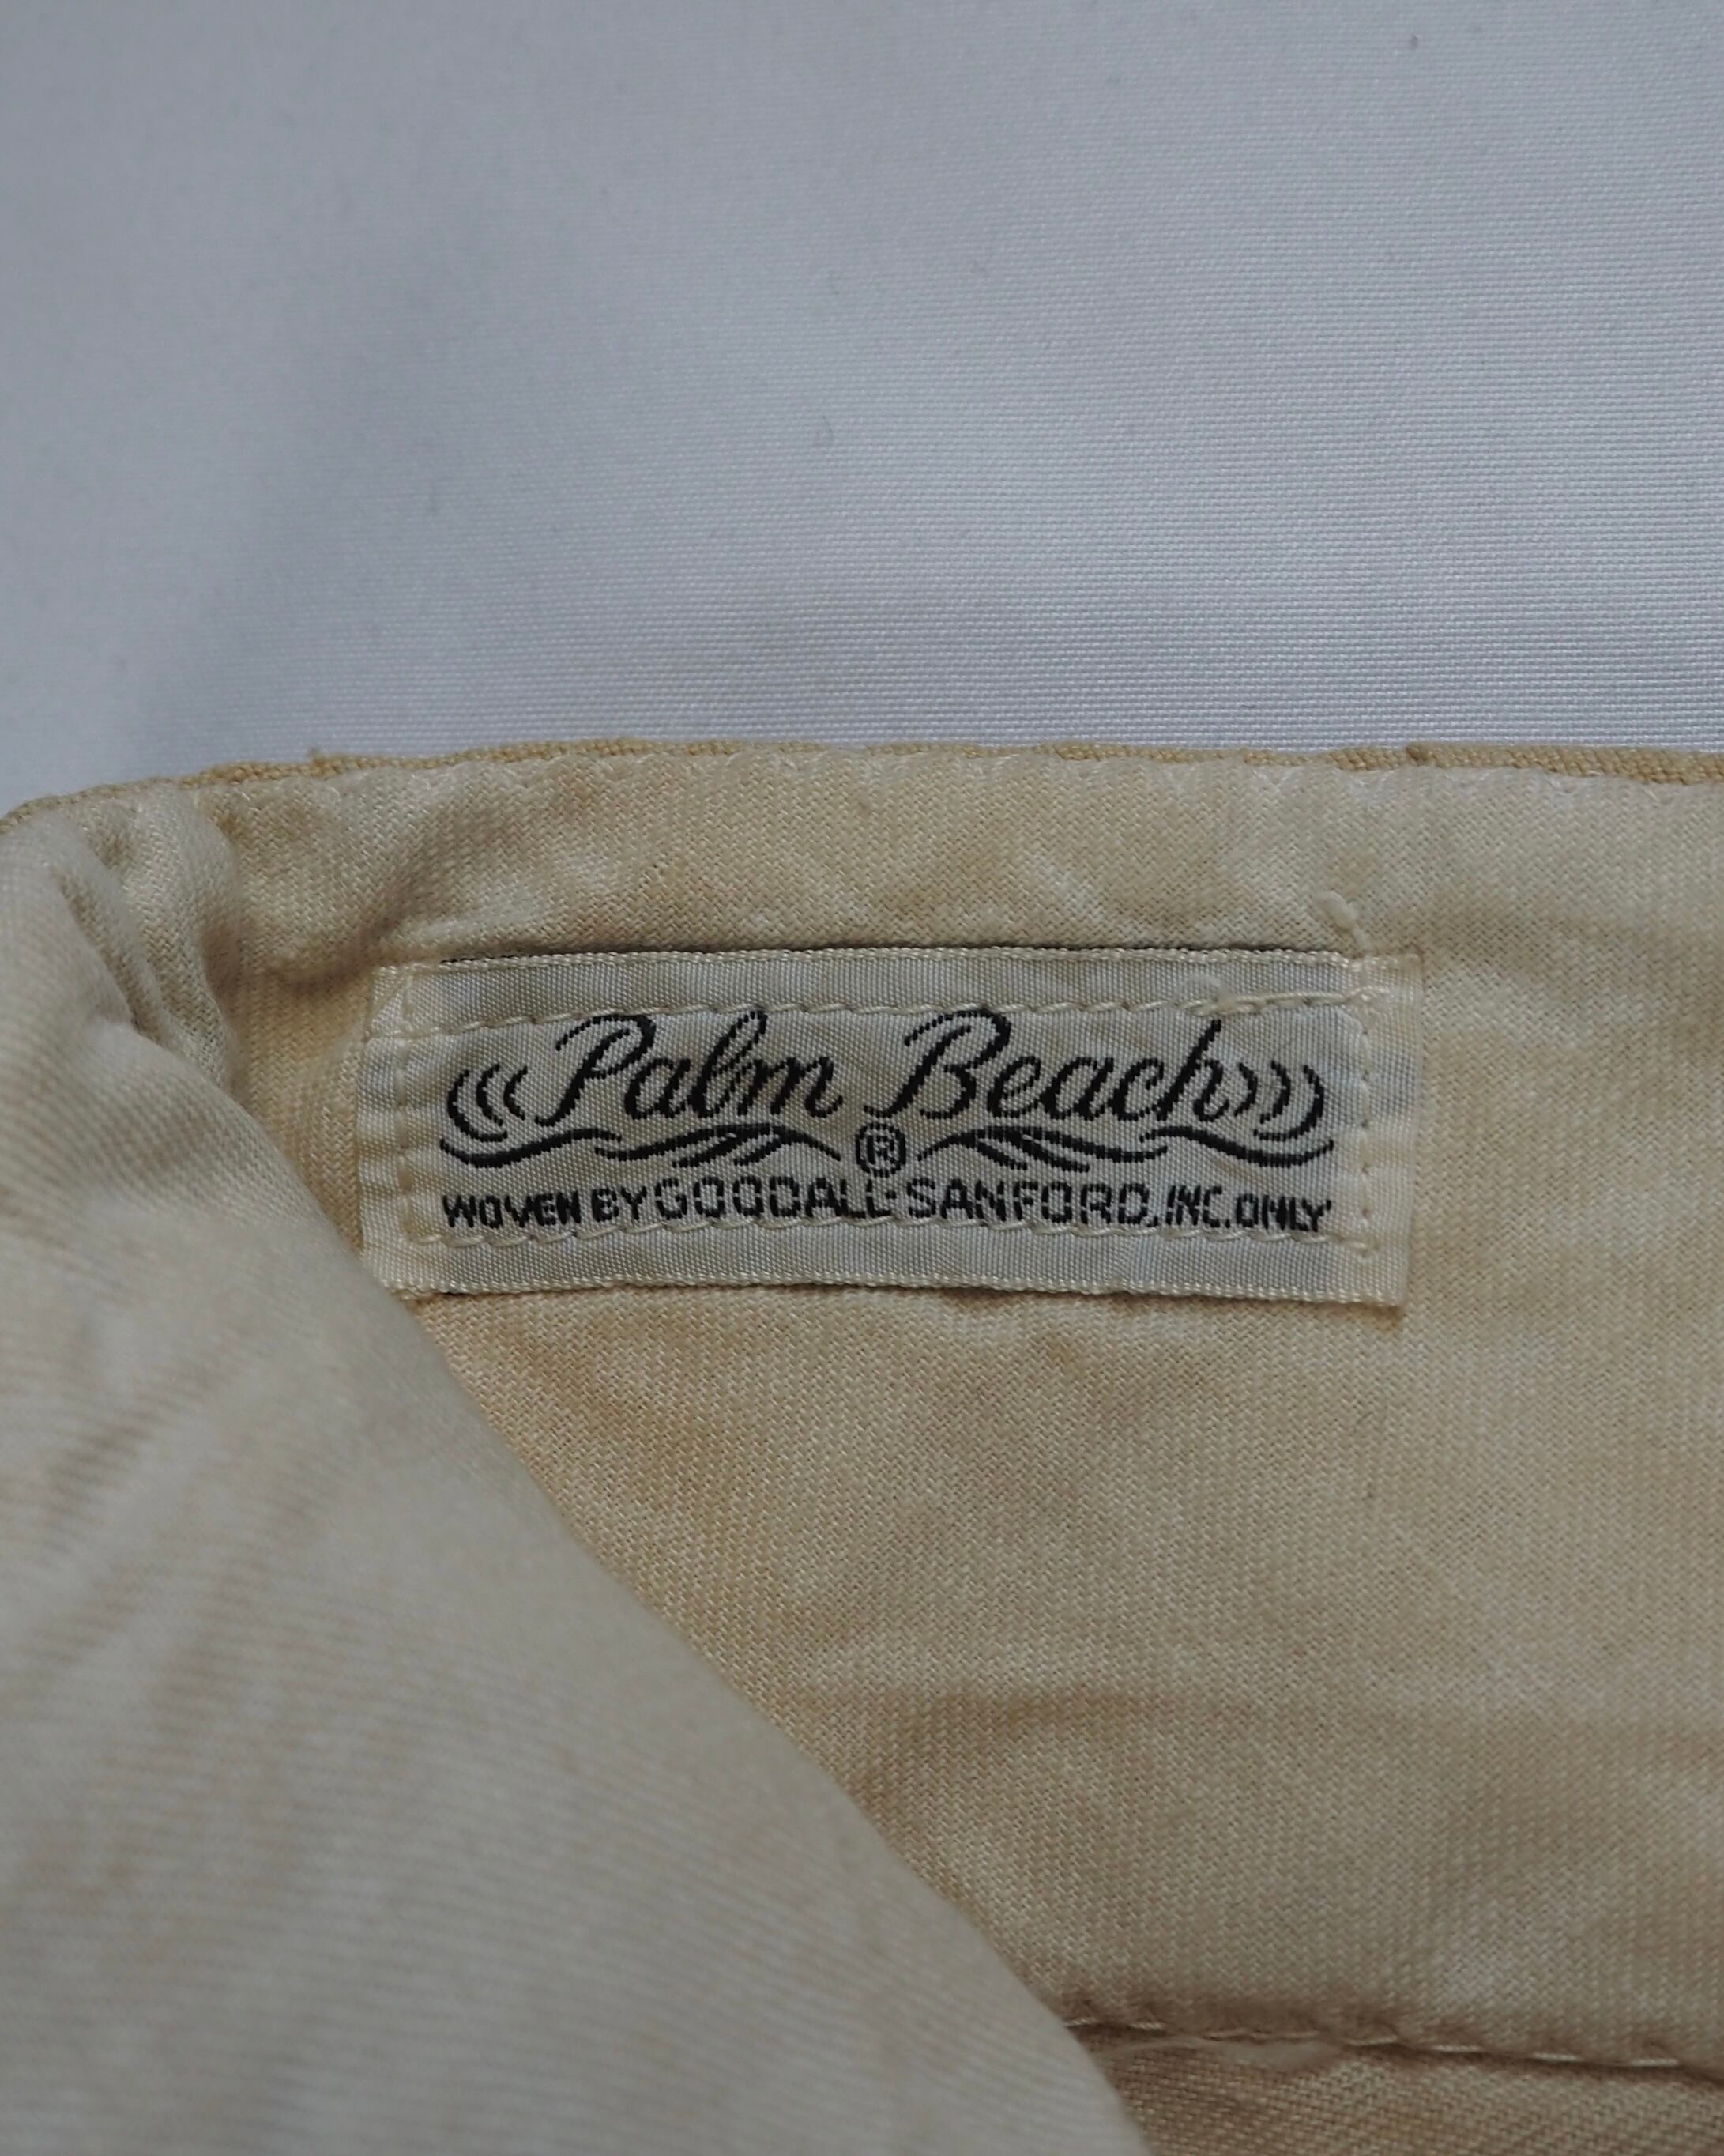 Palm Beach
®
WOVEN BY GOODALL-SANFORD, INC. ONLY